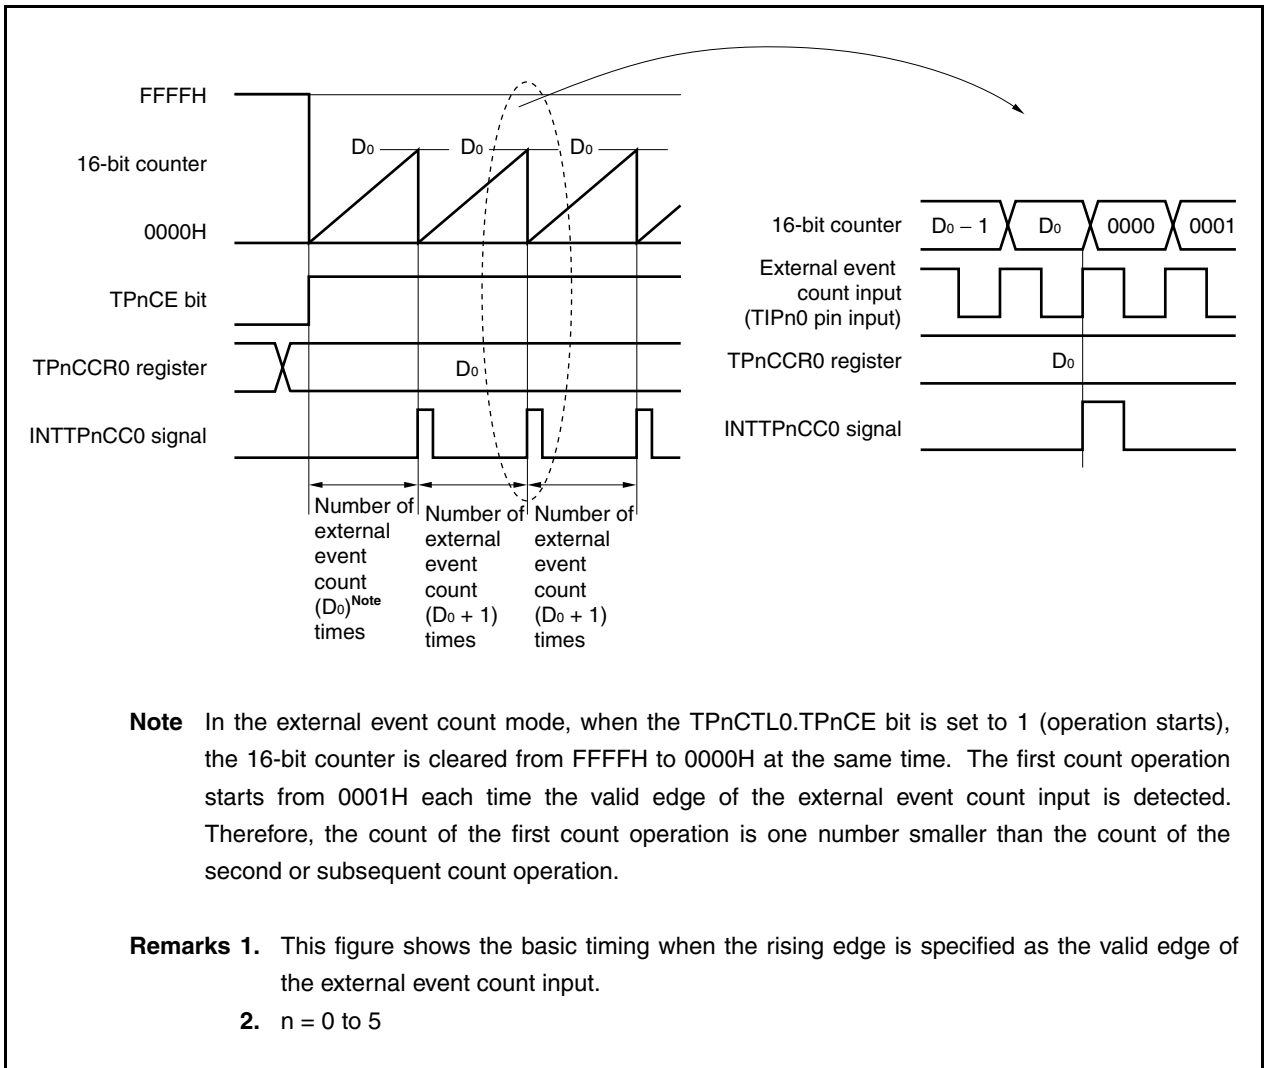 FFFFH
16-bit counter
0000H
D0
D0
D0
TPnCE bit
TPnCCR0 register
D0
INTTPnCC0 signal
Number of
external
event
count
(D0)Note
times
Number of
external
event
count
(D0 + 1)
times
Number of
external
event
count
(D0 + 1)
times
16-bit counter
D0 − 1
D0
0000
0001
External event
count input
(TIPn0 pin input)
TPnCCR0 register
D0
INTTPnCC0 signal
Note In the external event count mode, when the TPnCTL0.TPnCE bit is set to 1 (operation starts),
the 16-bit counter is cleared from FFFFH to 0000H at the same time. The first count operation
starts from 0001H each time the valid edge of the external event count input is detected.
Therefore, the count of the first count operation is one number smaller than the count of the
second or subsequent count operation.
Remarks 1. This figure shows the basic timing when the rising edge is specified as the valid edge of
the external event count input.
2. n = 0 to 5